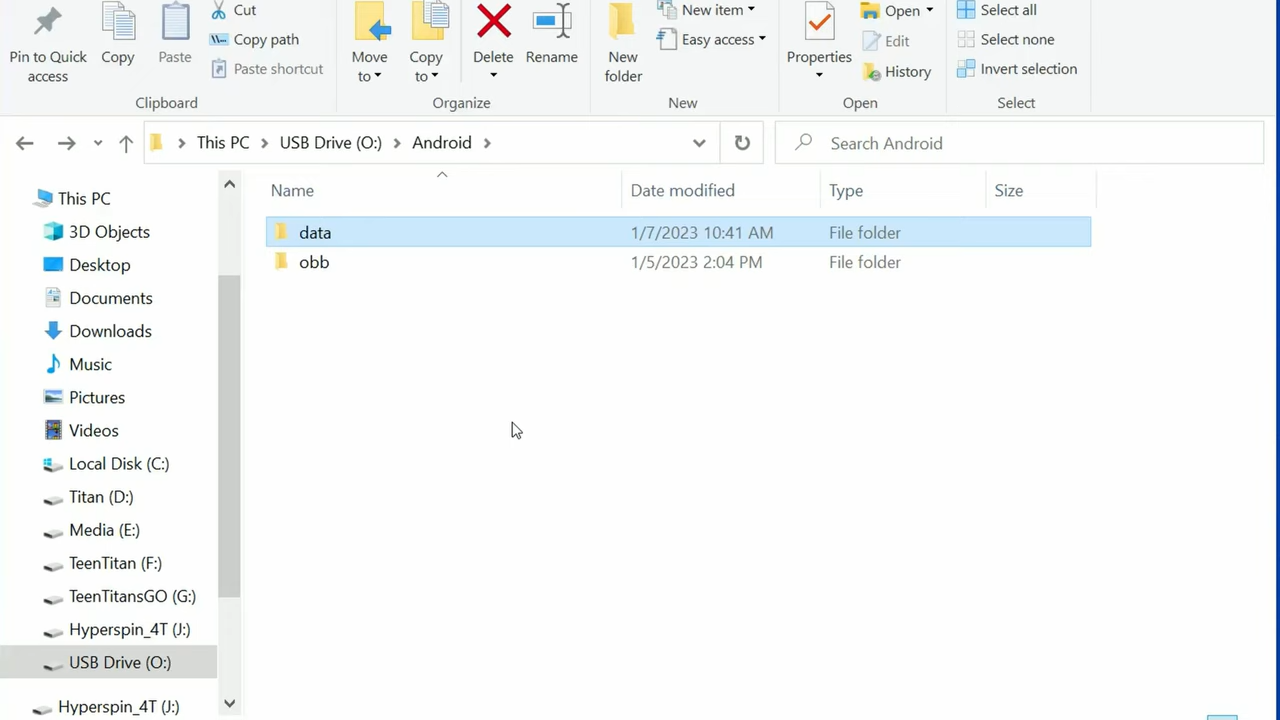 Pin to Quick
access
Copy
Paste
Cut
Copy path
Paste shortcut
Clipboard
Move
to
Copy
to
Delete
Rename
Organize
New
folder
New item
Easy access
New
Properties
Open
Edit
History
Open
Select all
Select none
Invert selection
Select
This PC
USB Drive (O:)
Android
Search Android
This PC
3D Objects
Desktop
Documents
Downloads
Music
Pictures
Videos
Local Disk (C:)
Titan (D:)
Media (E:)
TeenTitan (F:)
TeenTitansGO (G:)
Hyperspin_4T (J:)
USB Drive (O:)
Hyperspin_4T (J:)
Name Date modified Type Size
data 1/7/2023 10:41 AM File folder
obb 1/5/2023 2:04 PM File folder